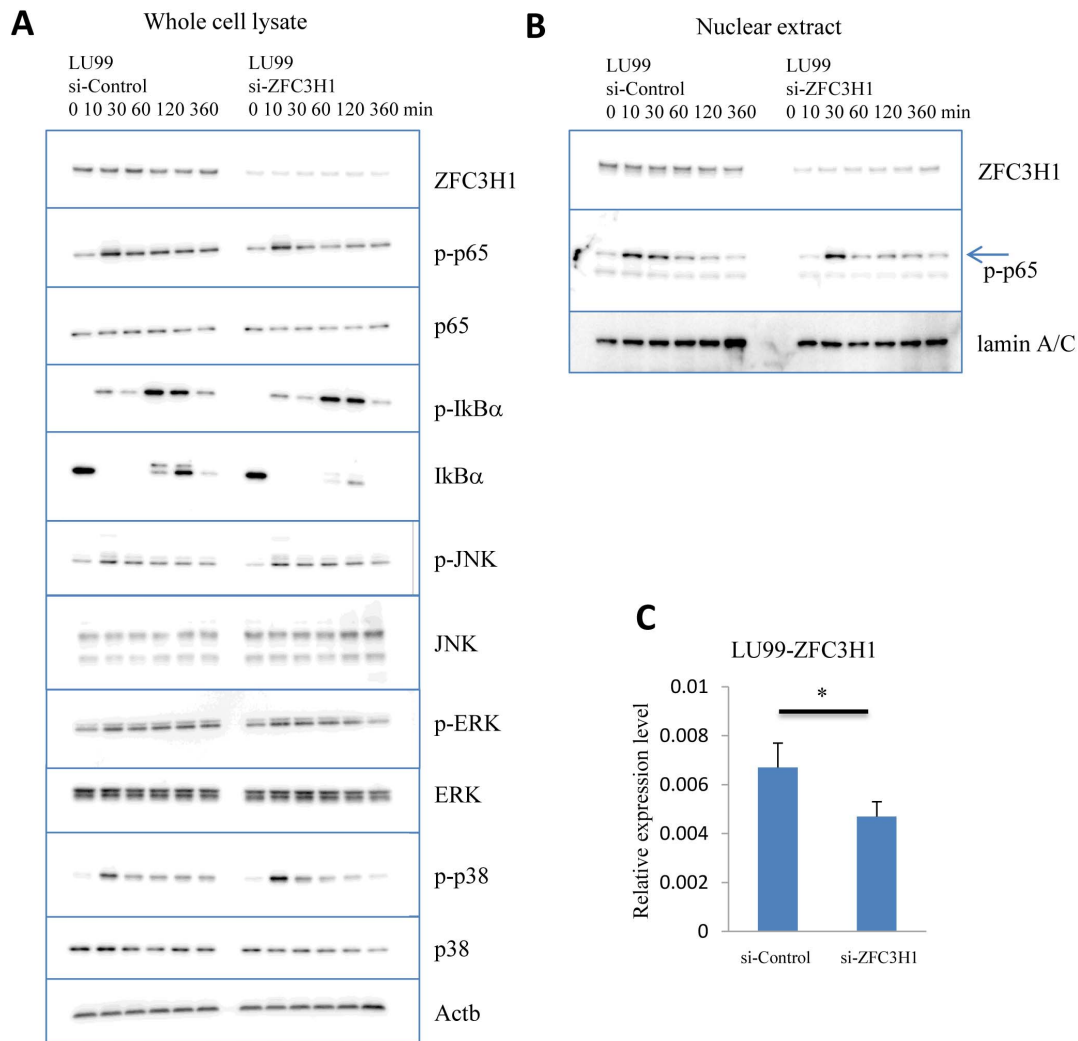 A
Whole cell lysate
LU99
si-Control
0 10 30 60 120 360
LU99
si-ZFC3H1
0 10 30 60 120 360 min
ZFC3H1
p-p65
p65
p-IkBα
IkBα
p-JNK
JNK
p-ERK
ERK
p-p38
p38
Actb
B
Nuclear extract
LU99
si-Control
0 10 30 60 120 360
LU99
si-ZFC3H1
0 10 30 60 120 360 min
ZFC3H1
p-p65
lamin A/C
C
LU99-ZFC3H1
Relative expression level
0.01
0.008
0.006
0.004
0.002
0
*
si-Control
si-ZFC3H1